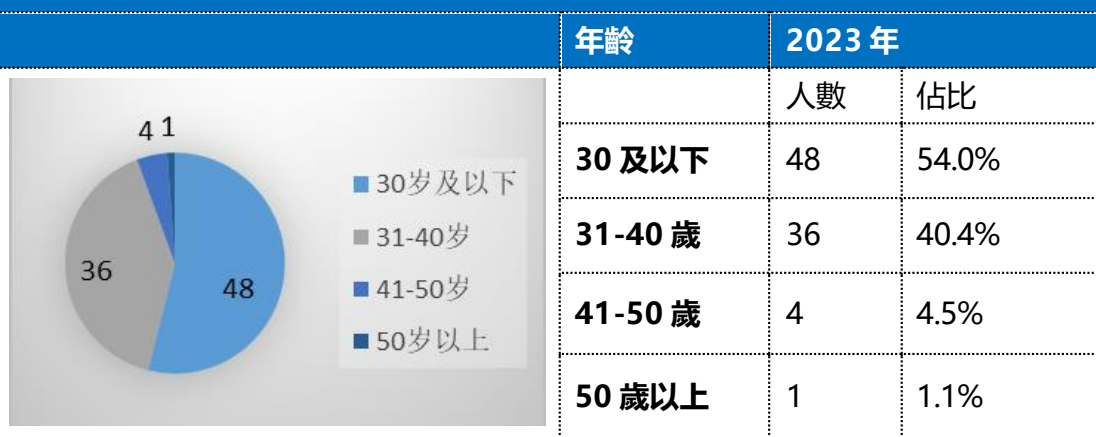 年齡 2023 年
人數 佔比
30 及以下 48 54.0%
31-40 歲 36 40.4%
41-50 歲 4 4.5%
50 歲以上 1 1.1%
4 1
36
48
30岁及以下
31-40岁
41-50岁
50岁以上